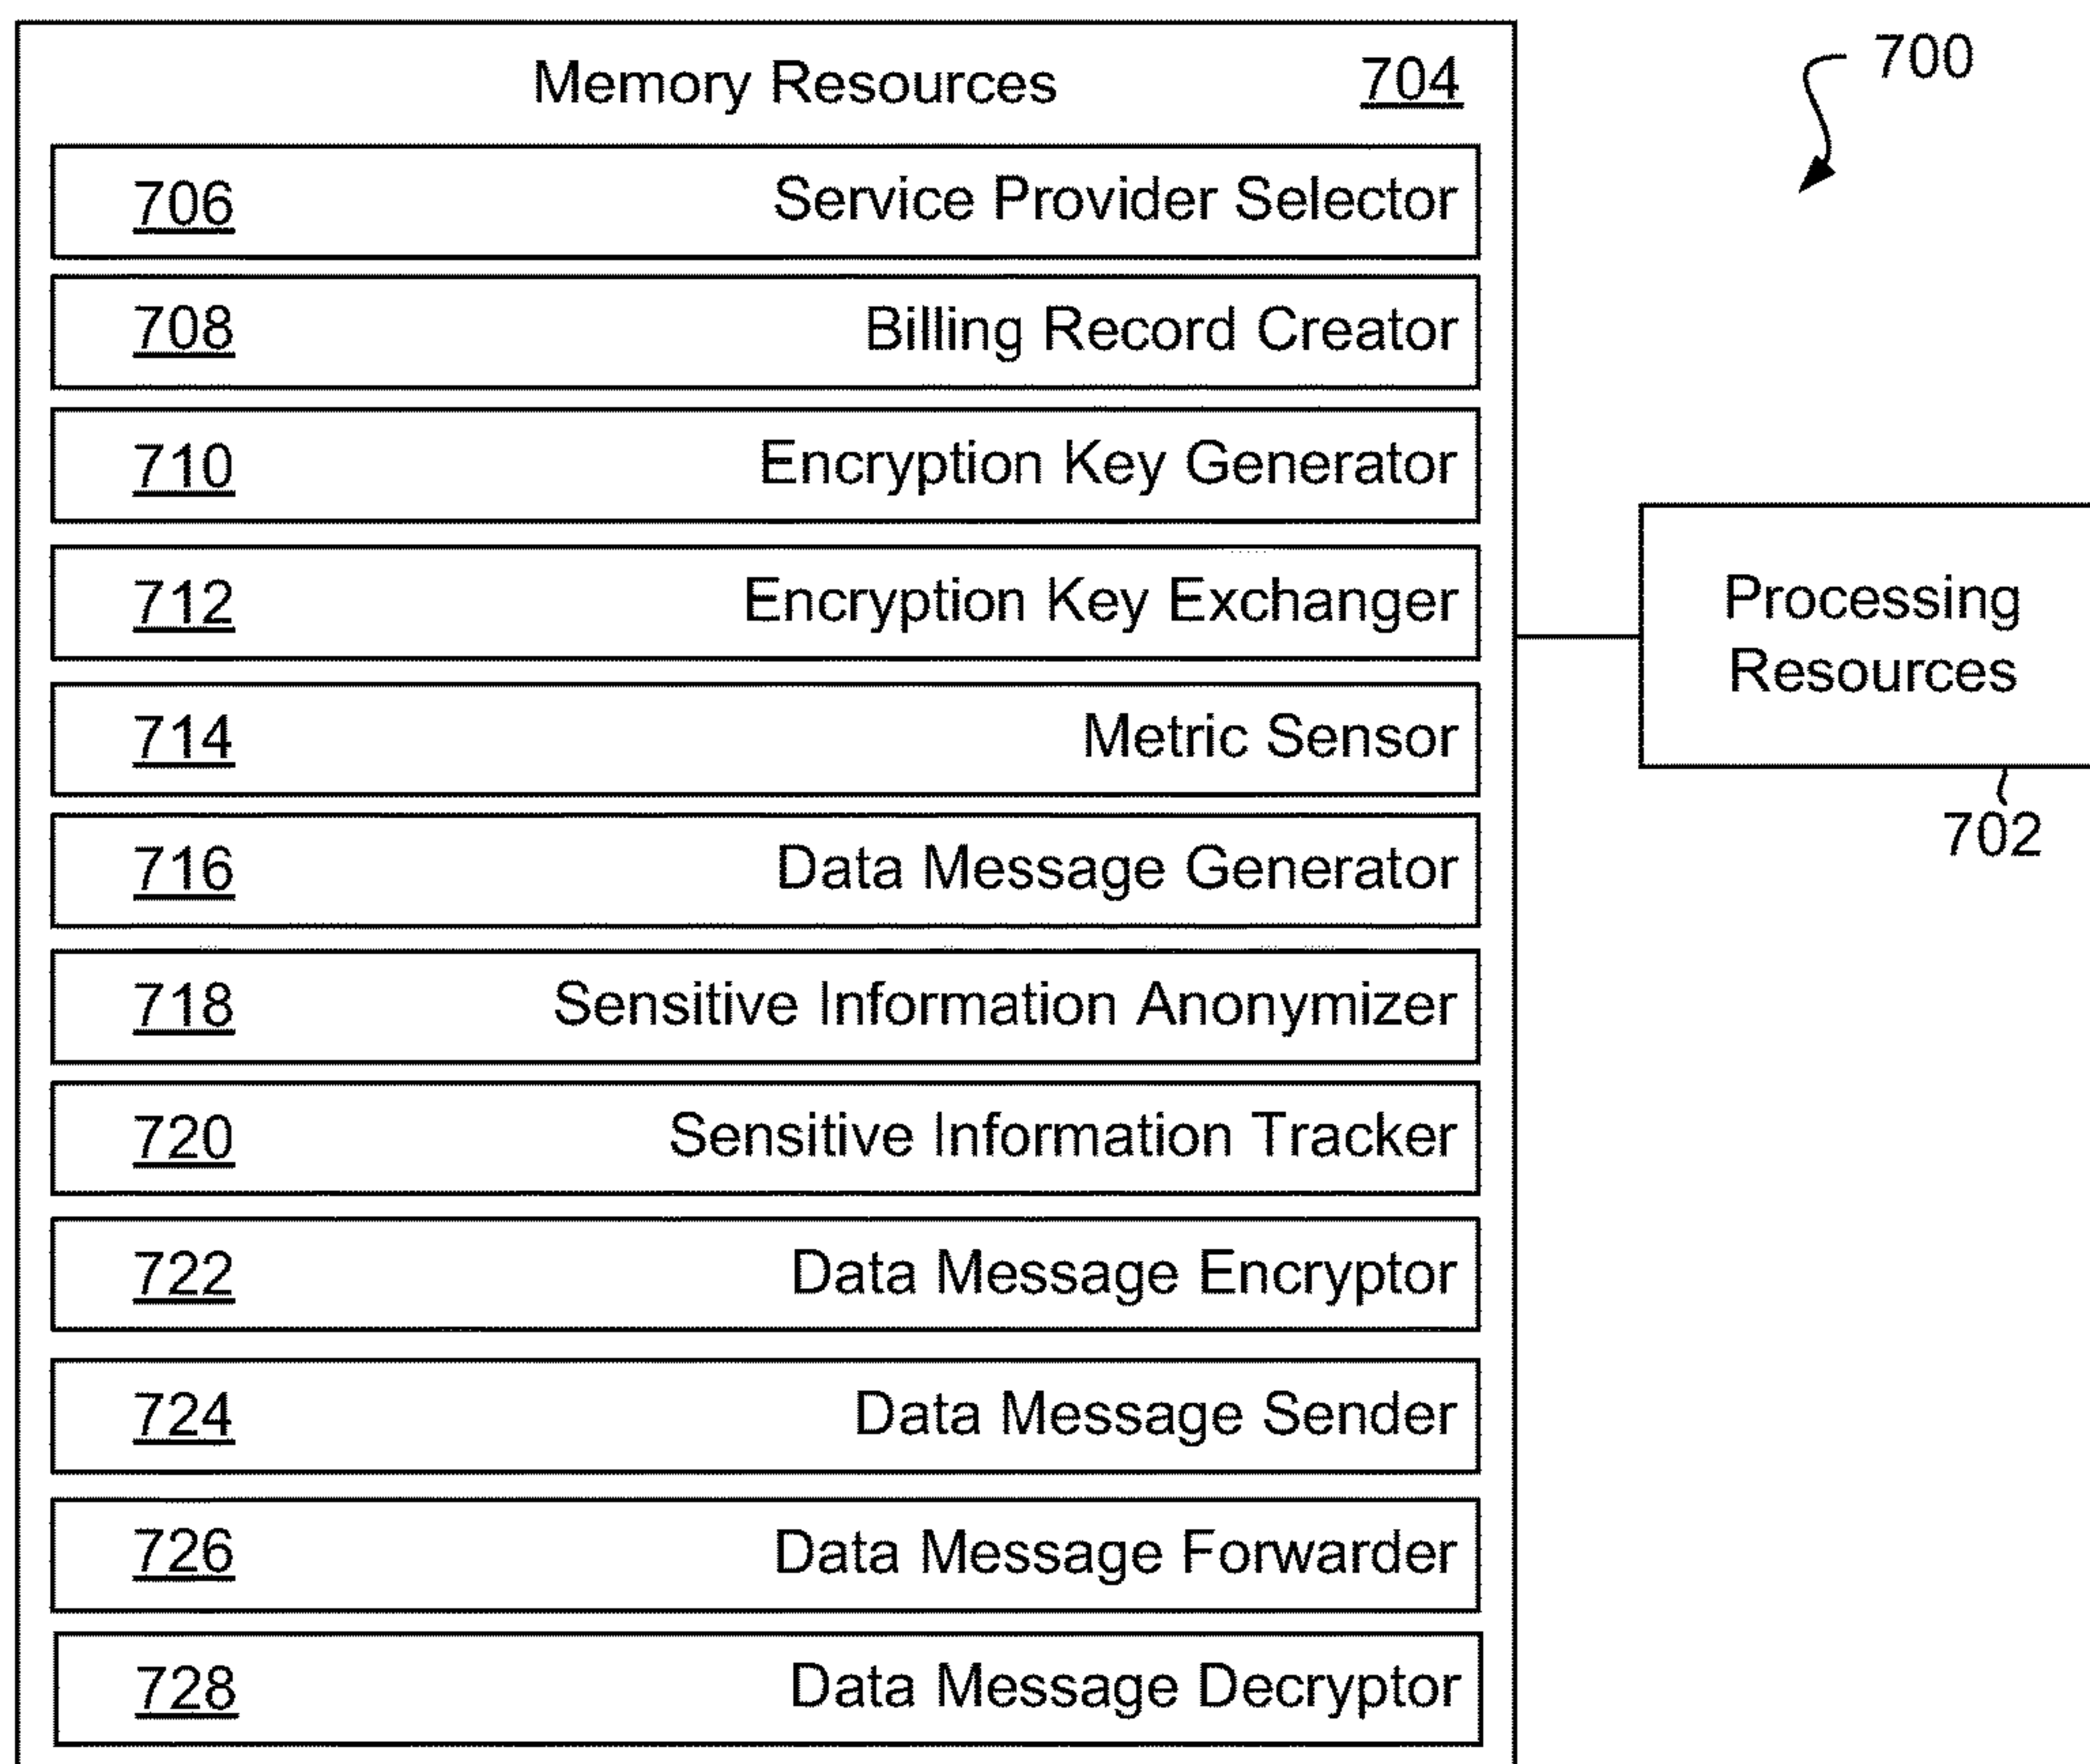 Memory Resources 704
700
706 Service Provider Selector
708 Billing Record Creator
710 Encryption Key Generator
712 Encryption Key Exchanger
714 Metric Sensor
716 Data Message Generator
718 Sensitive Information Anonymizer
720 Sensitive Information Tracker
722 Data Message Encryptor
724 Data Message Sender
726 Data Message Forwarder
728 Data Message Decryptor
Processing
Resources
702